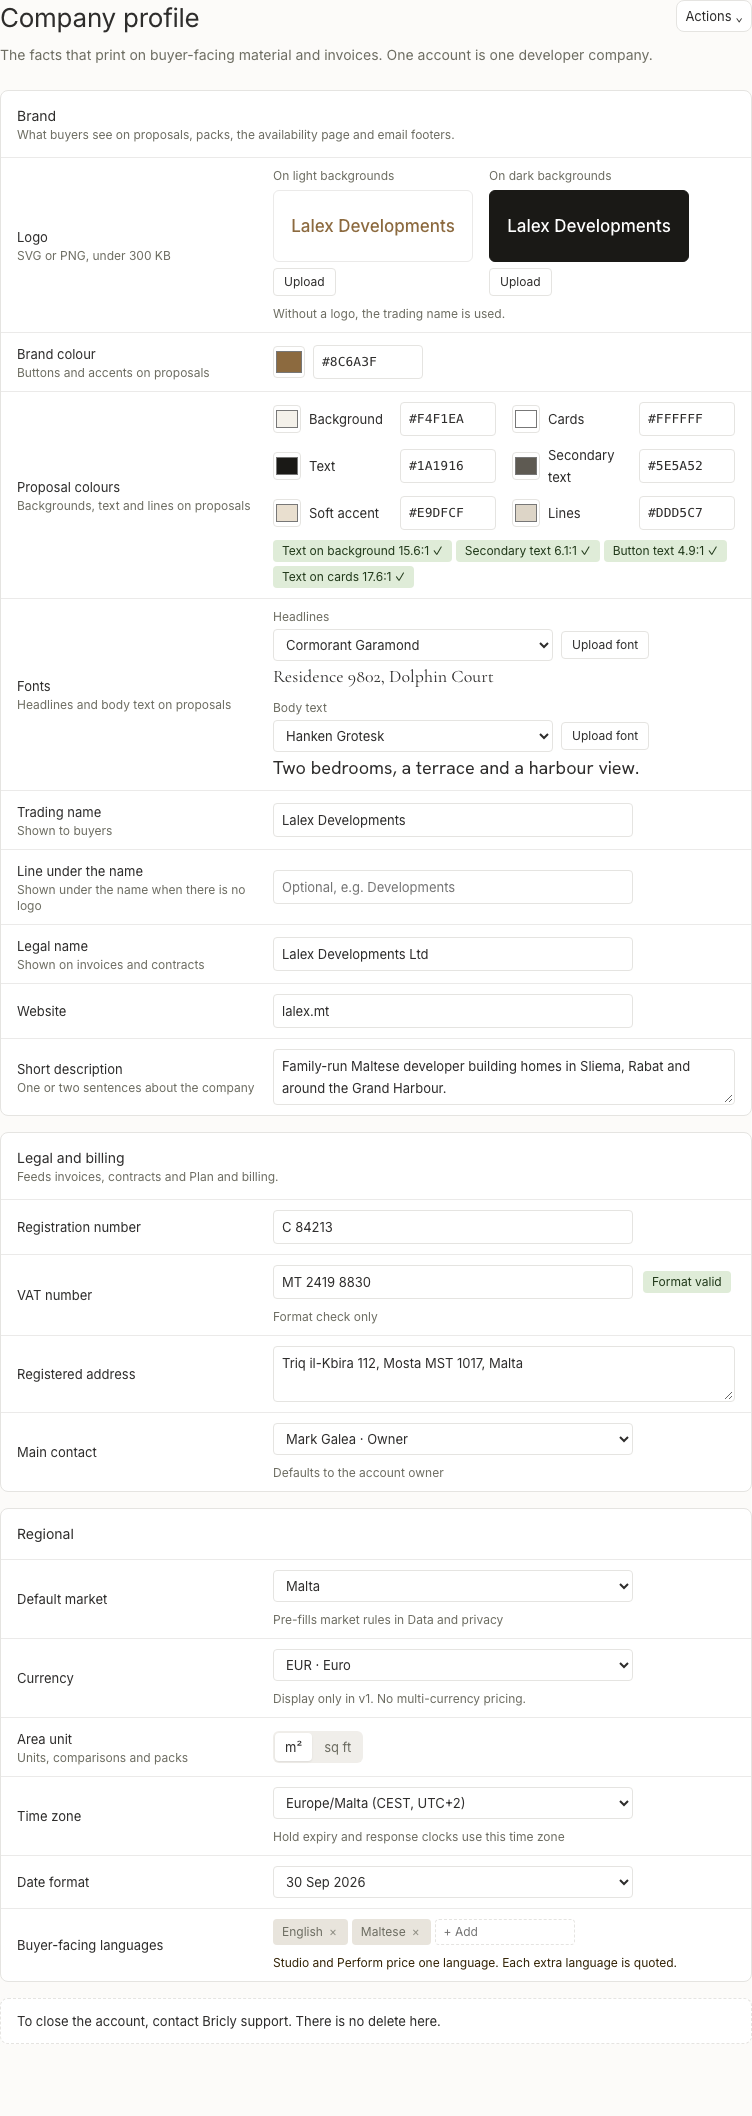 Company profile
Actions
The facts that print on buyer-facing material and invoices. One account is one developer company.
Brand
What buyers see on proposals, packs, the availability page and email footers.
Logo
SVG or PNG, under 300 KB
On light backgrounds
On dark backgrounds
Lalex Developments
Lalex Developments
Upload
Upload
Without a logo, the trading name is used.
Brand colour
Buttons and accents on proposals
#8C6A3F
Proposal colours
Backgrounds, text and lines on proposals
Background
#F4F1EA
Cards
#FFFFFF
Text
#1A1916
Secondary
text
#5E5A52
Soft accent
#E9DFCF
Lines
#DDD5C7
Text on background 15.6:1 ✓
Secondary text 6.1:1 ✓
Button text 4.9:1 ✓
Text on cards 17.6:1 ✓
Fonts
Headlines and body text on proposals
Headlines
Cormorant Garamond
Upload font
Residence 9802, Dolphin Court
Body text
Hanken Grotesk
Upload font
Two bedrooms, a terrace and a harbour view.
Trading name
Shown to buyers
Lalex Developments
Line under the name
Shown under the name when there is no
logo
Optional, e.g. Developments
Legal name
Shown on invoices and contracts
Lalex Developments Ltd
Website
lalex.mt
Short description
One or two sentences about the company
Family-run Maltese developer building homes in Sliema, Rabat and
around the Grand Harbour.
Legal and billing
Feeds invoices, contracts and Plan and billing.
Registration number
C 84213
VAT number
MT 2419 8830
Format valid
Format check only
Registered address
Triq il-Kbira 112, Mosta MST 1017, Malta
Main contact
Mark Galea · Owner
Defaults to the account owner
Regional
Default market
Malta
Pre-fills market rules in Data and privacy
Currency
EUR · Euro
Display only in v1. No multi-currency pricing.
Area unit
Units, comparisons and packs
m²
sq ft
Time zone
Europe/Malta (CEST, UTC+2)
Hold expiry and response clocks use this time zone
Date format
30 Sep 2026
Buyer-facing languages
English ×
Maltese ×
+ Add
Studio and Perform price one language. Each extra language is quoted.
To close the account, contact Bricly support. There is no delete here.